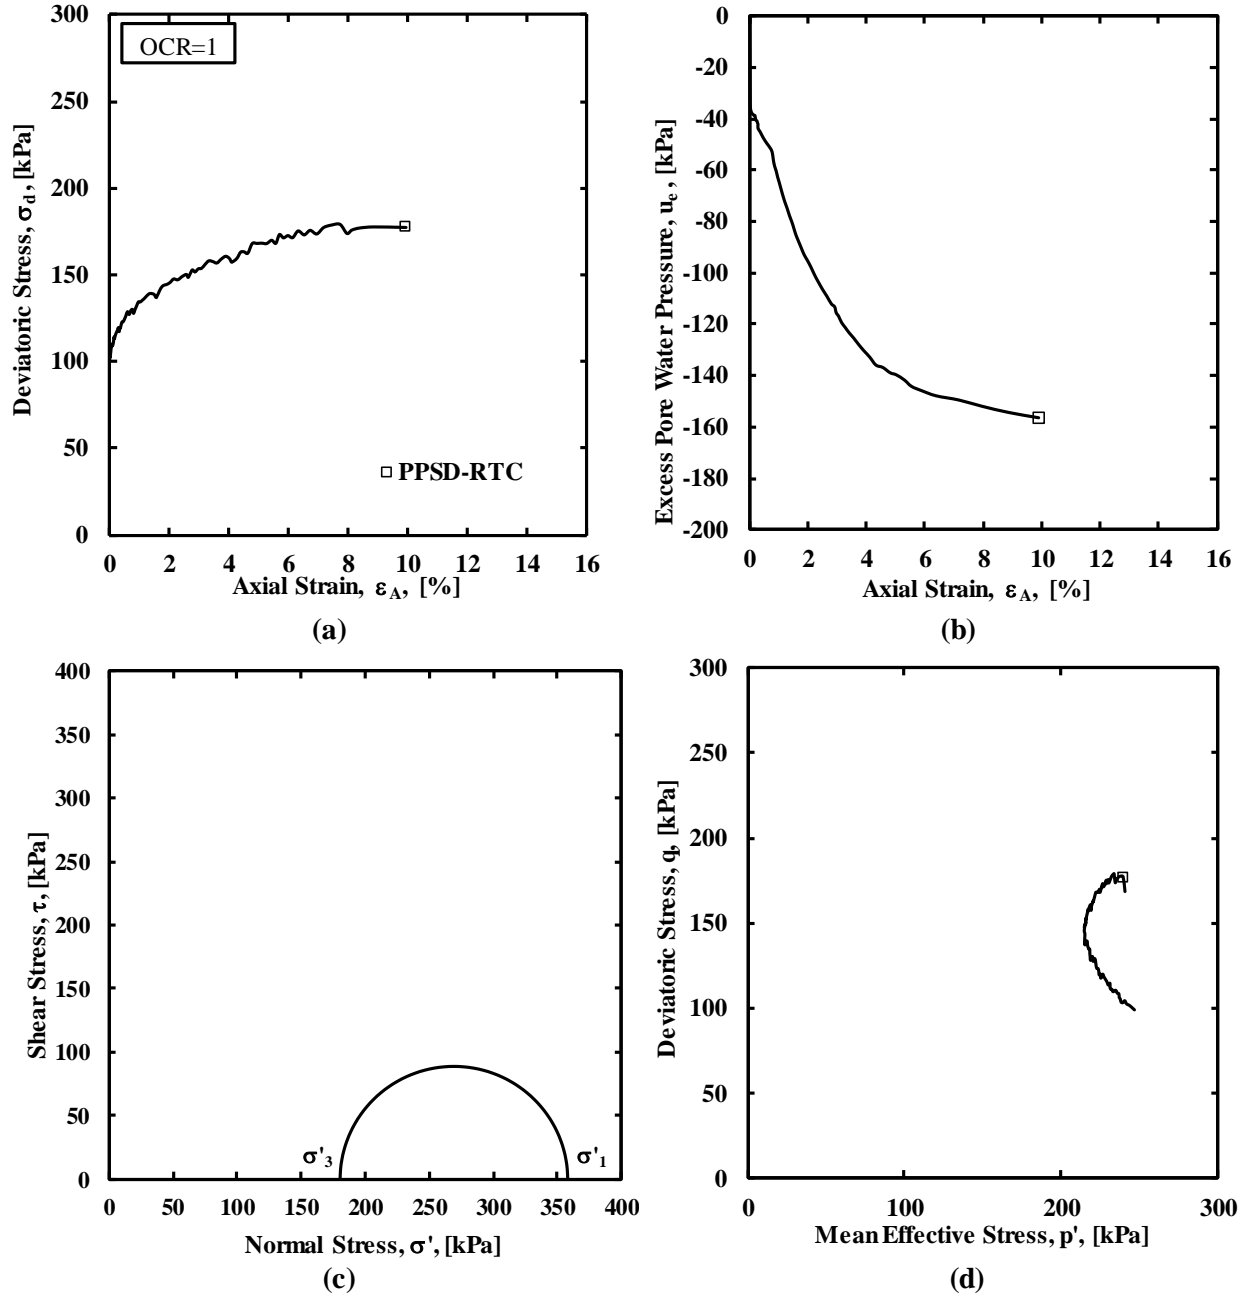 300
250
200
150
100
50
0
Deviatoric Stress, σd, [kPa]
OCR=1
PPSD-RTC
0 2 4 6 8 10 12 14 16
Axial Strain, εA, [%]
(a)
0
-20
-40
-60
-80
-100
-120
-140
-160
-180
-200
Excess Pore Water Pressure, ue, [kPa]
0 2 4 6 8 10 12 14 16
Axial Strain, εA, [%]
(b)
400
350
300
250
200
150
100
50
0
Shear Stress, τ, [kPa]
σ'3 σ'1
0 50 100 150 200 250 300 350 400
Normal Stress, σ', [kPa]
(c)
300
250
200
150
100
50
0
Deviatoric Stress, q, [kPa]
0 100 200 300
Mean Effective Stress, p', [kPa]
(d)